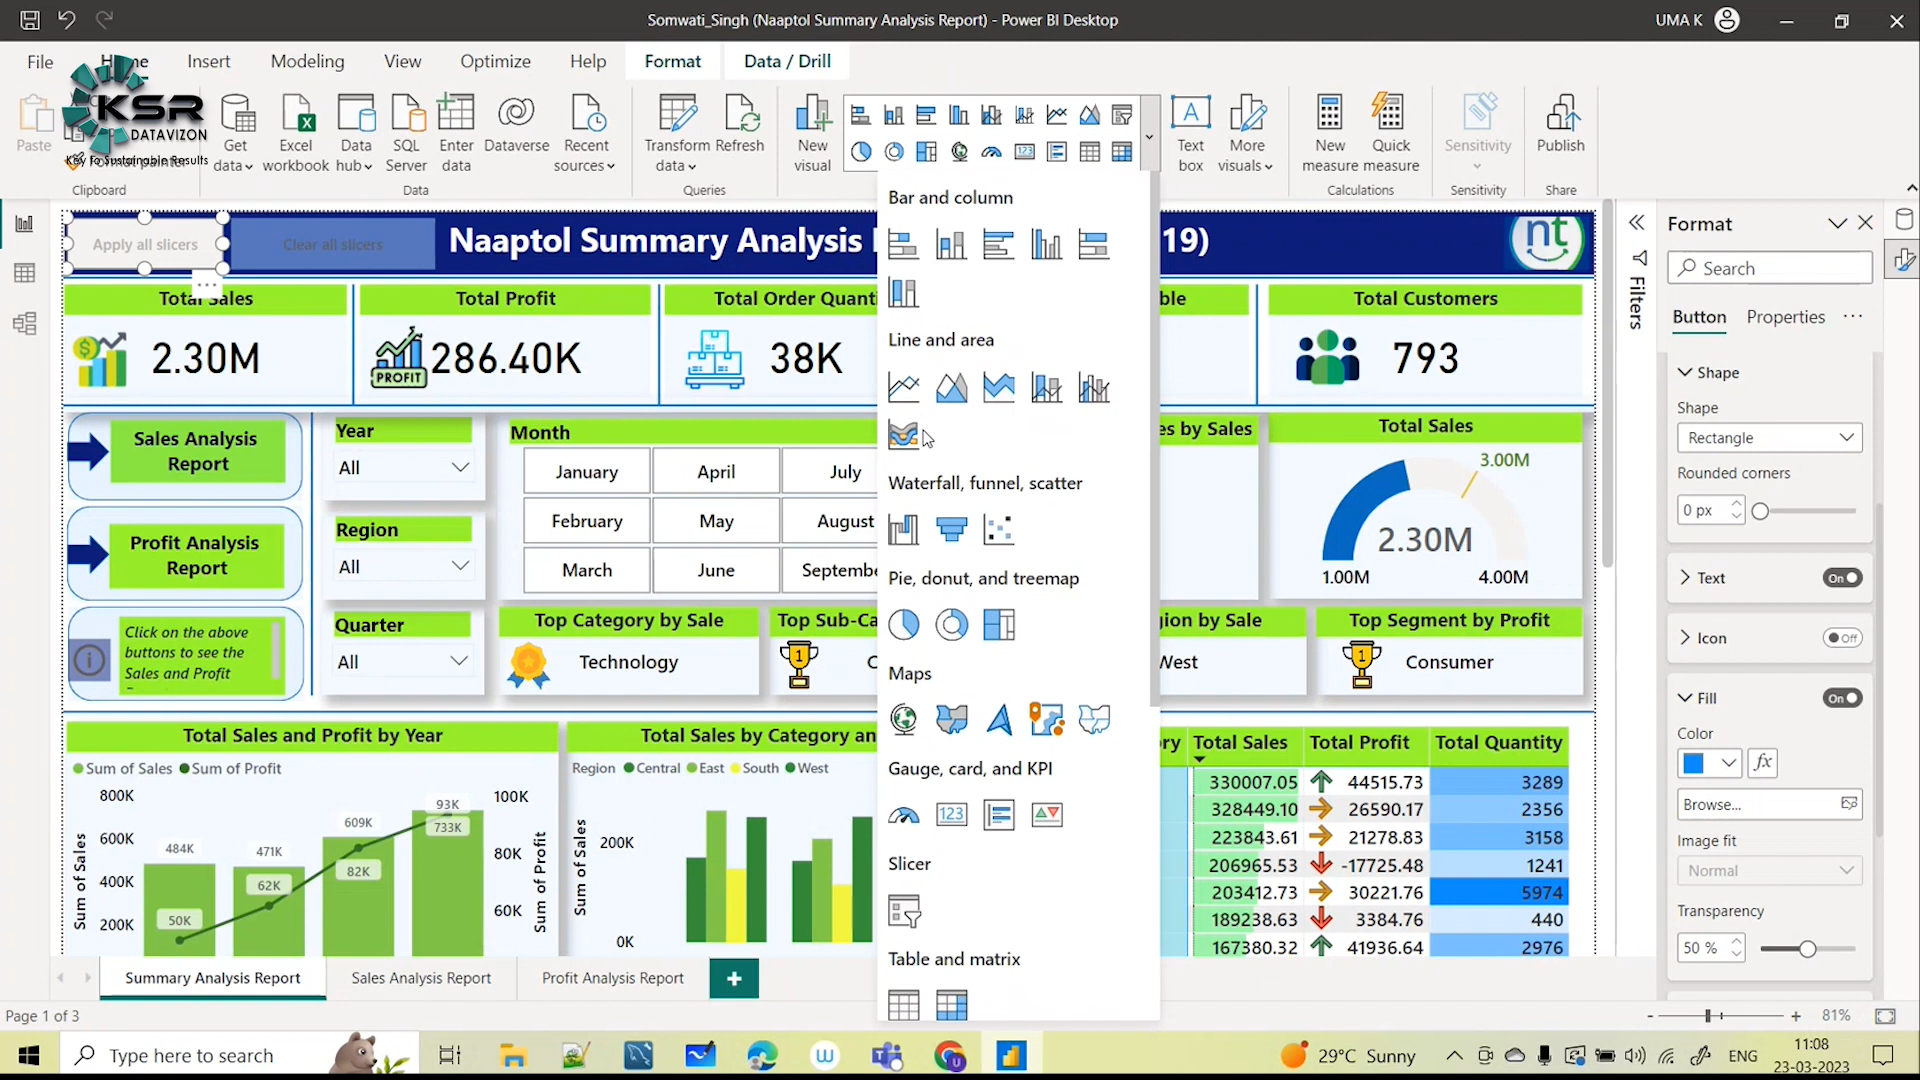 Somwati_Singh (Naaptol Summary Analysis Report) - Power BI Desktop
UMA K
File
Home
Insert
Modeling
View
Optimize
Help
Format
Data / Drill
KSR
DATAVIZON
Key To Sustainable Results
Paste
Format painter
Get data
Excel workbook
Data hub
SQL Server
Enter data
Dataverse
Recent sources
Transform data
Refresh
New visual
Text box
More visuals
New measure
Quick measure
Sensitivity
Publish
Clipboard
Data
Queries
Calculations
Sensitivity
Share
Apply all slicers
Clear all slicers
Naaptol Summary Analysis
19)
nt
Total Sales
2.30M
Total Profit
PROFIT
286.40K
Total Order Quanti
38K
ble
Total Customers
793
Sales Analysis
Report
Profit Analysis
Report
Click on the above
buttons to see the
Sales and Profit
Year
All
Region
All
Quarter
All
Month
January
April
July
February
May
August
March
June
Septembe
es by Sales
Total Sales
3.00M
2.30M
1.00M
4.00M
Top Category by Sale
Technology
Top Sub-Ca
1
C
gion by Sale
West
Top Segment by Profit
1
Consumer
Total Sales and Profit by Year
Sum of Sales
Sum of Profit
800K
600K
400K
200K
Sum of Sales
484K
471K
609K
93K
733K
50K
62K
82K
100K
80K
60K
Sum of Profit
Total Sales by Category an
Region
Central
East
South
West
200K
0K
Sum of Sales
ry
Total Sales
Total Profit
Total Quantity
330007.05 44515.73 3289
328449.10 26590.17 2356
223843.61 21278.83 3158
206965.53 -17725.48 1241
203412.73 30221.76 5974
189238.63 3384.76 440
167380.32 41936.64 2976
Bar and column
Line and area
Waterfall, funnel, scatter
Pie, donut, and treemap
Maps
Gauge, card, and KPI
123
Slicer
Table and matrix
Filters
Format
Search
Button
Properties
Shape
Shape
Rectangle
Rounded corners
0 px
Text
On
Icon
Off
Fill
On
Color
fx
Browse...
Image fit
Normal
Transparency
50 %
Summary Analysis Report
Sales Analysis Report
Profit Analysis Report
+
Page 1 of 3
- + 81%
Type here to search
29°C Sunny
ENG
11:08
23-03-2023